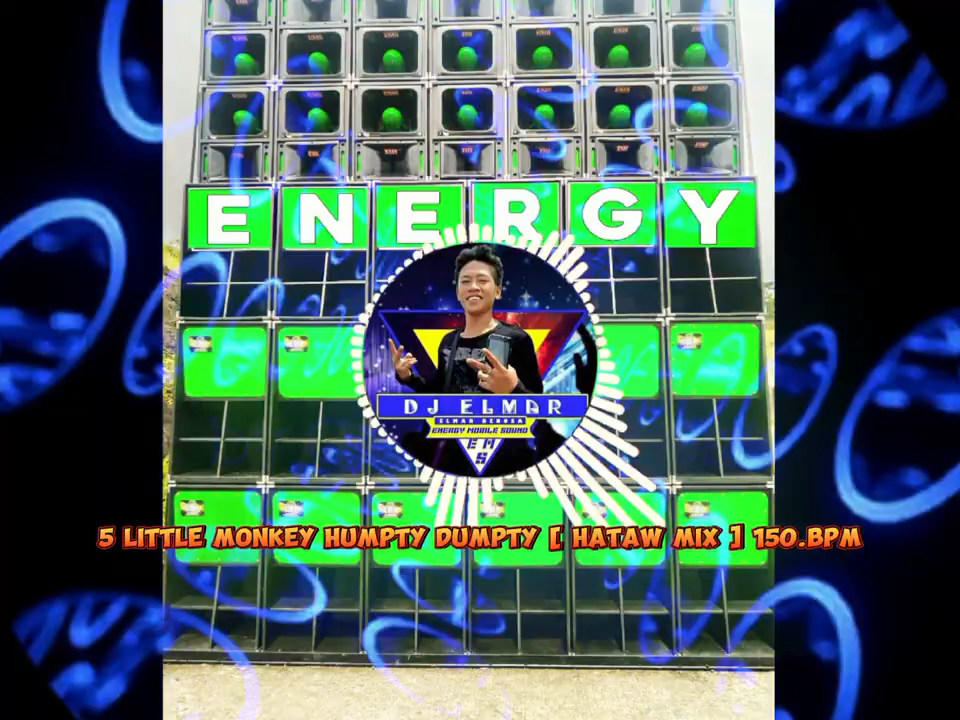 ENERGY
DJ ELMAR
ENERGY MOBILE SOUND
EMS
5 LITTLE MONKEY HUMPTY DUMPTY [ HATAW MIX ] 150.BPM